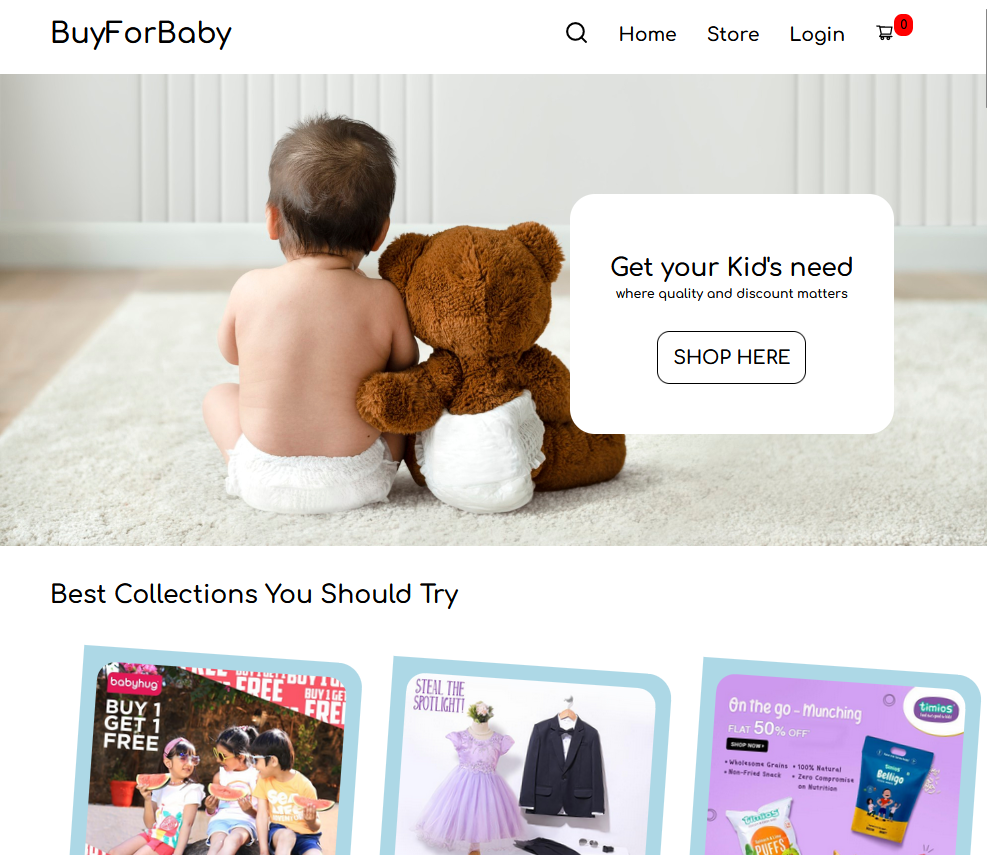 BuyForBaby
Home Store Login 0
Get your Kid's need
where quality and discount matters
SHOP HERE
Best Collections You Should Try
babyhug
BUY 1
GET 1
FREE
FREE
BUY 1 GET
FREE
STEAL THE
SPOTLIGHT!
On the go - Munching
FLAT 50% OFF
SHOP NOW
• Wholesome Grains
• Non-Fried Snack
• 100% Natural
• Zero Compromise
on Nutrition
timios
Belligo
timios
PUFFS